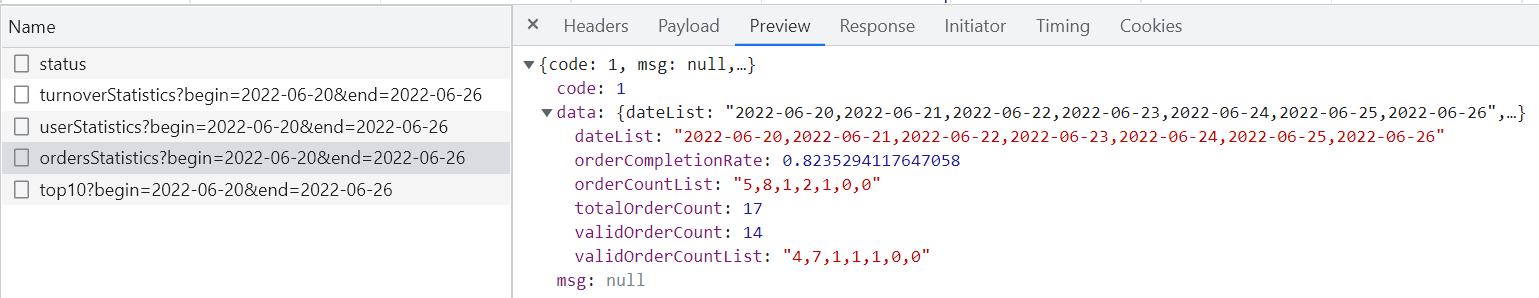 Name
status
turnoverStatistics?begin=2022-06-20&end=2022-06-26
userStatistics?begin=2022-06-20&end=2022-06-26
ordersStatistics?begin=2022-06-20&end=2022-06-26
top10?begin=2022-06-20&end=2022-06-26
× Headers Payload Preview Response Initiator Timing Cookies
▼{code: 1, msg: null,…}
code: 1
▼data: {dateList: "2022-06-20,2022-06-21,2022-06-22,2022-06-23,2022-06-24,2022-06-25,2022-06-26",…}
dateList: "2022-06-20,2022-06-21,2022-06-22,2022-06-23,2022-06-24,2022-06-25,2022-06-26"
orderCompletionRate: 0.8235294117647058
orderCountList: "5,8,1,2,1,0,0"
totalOrderCount: 17
validOrderCount: 14
validOrderCountList: "4,7,1,1,1,0,0"
msg: null